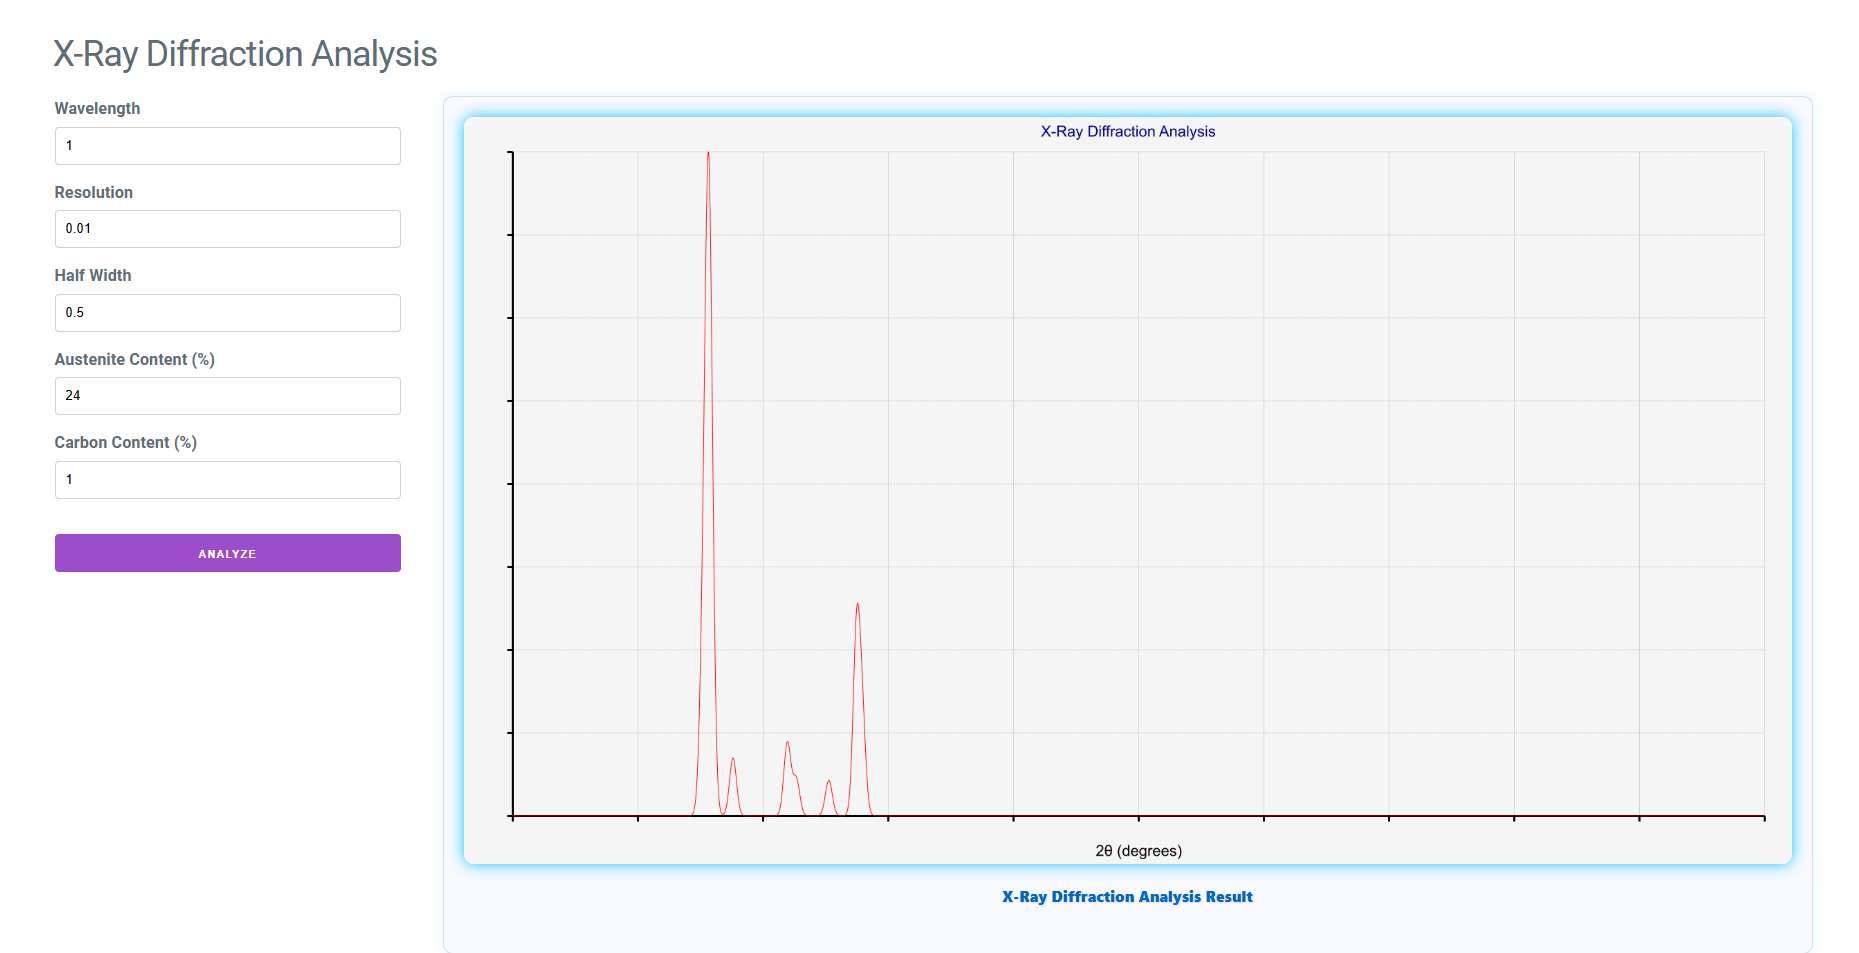 X-Ray Diffraction Analysis
Wavelength
1
Resolution
0.01
Half Width
0.5
Austenite Content (%)
24
Carbon Content (%)
1
ANALYZE
X-Ray Diffraction Analysis
2θ (degrees)
X-Ray Diffraction Analysis Result